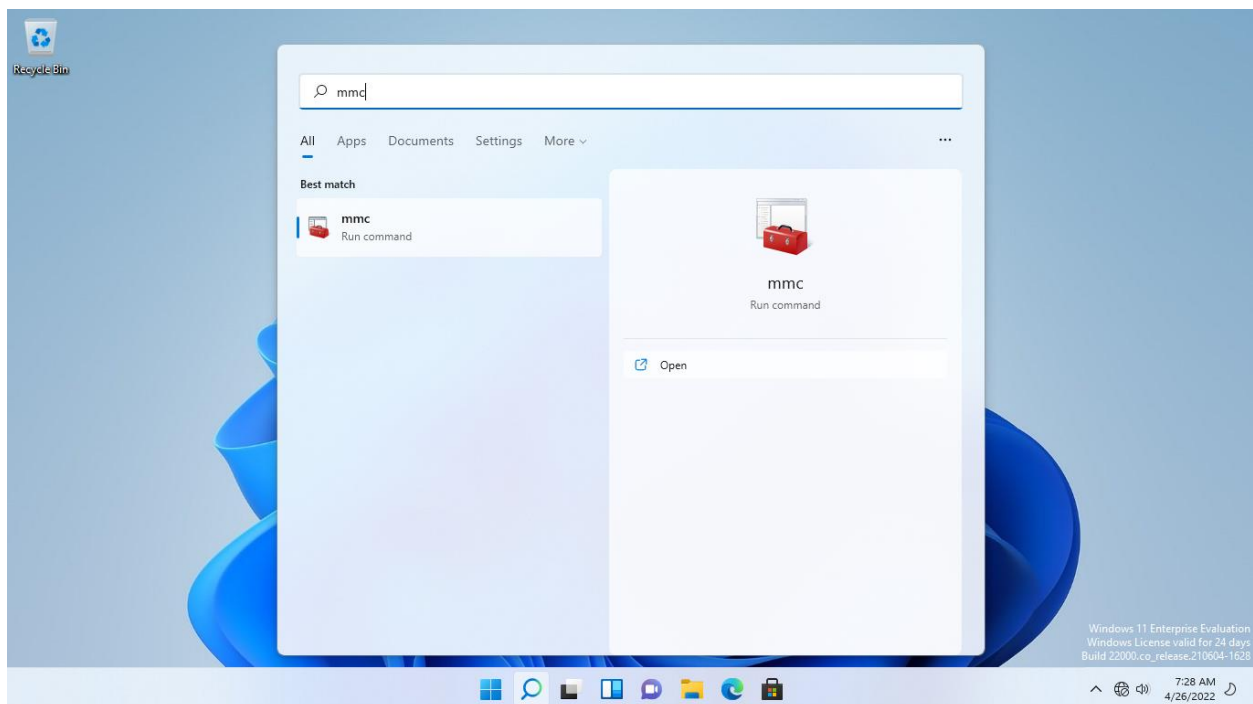 Recycle Bin
mmc
All Apps Documents Settings More
Best match
mmc
Run command
mmc
Run command
Open
Windows 11 Enterprise Evaluation
Windows License valid for 24 days
Build 22000.co_release.210604-1628
7:28 AM
4/26/2022